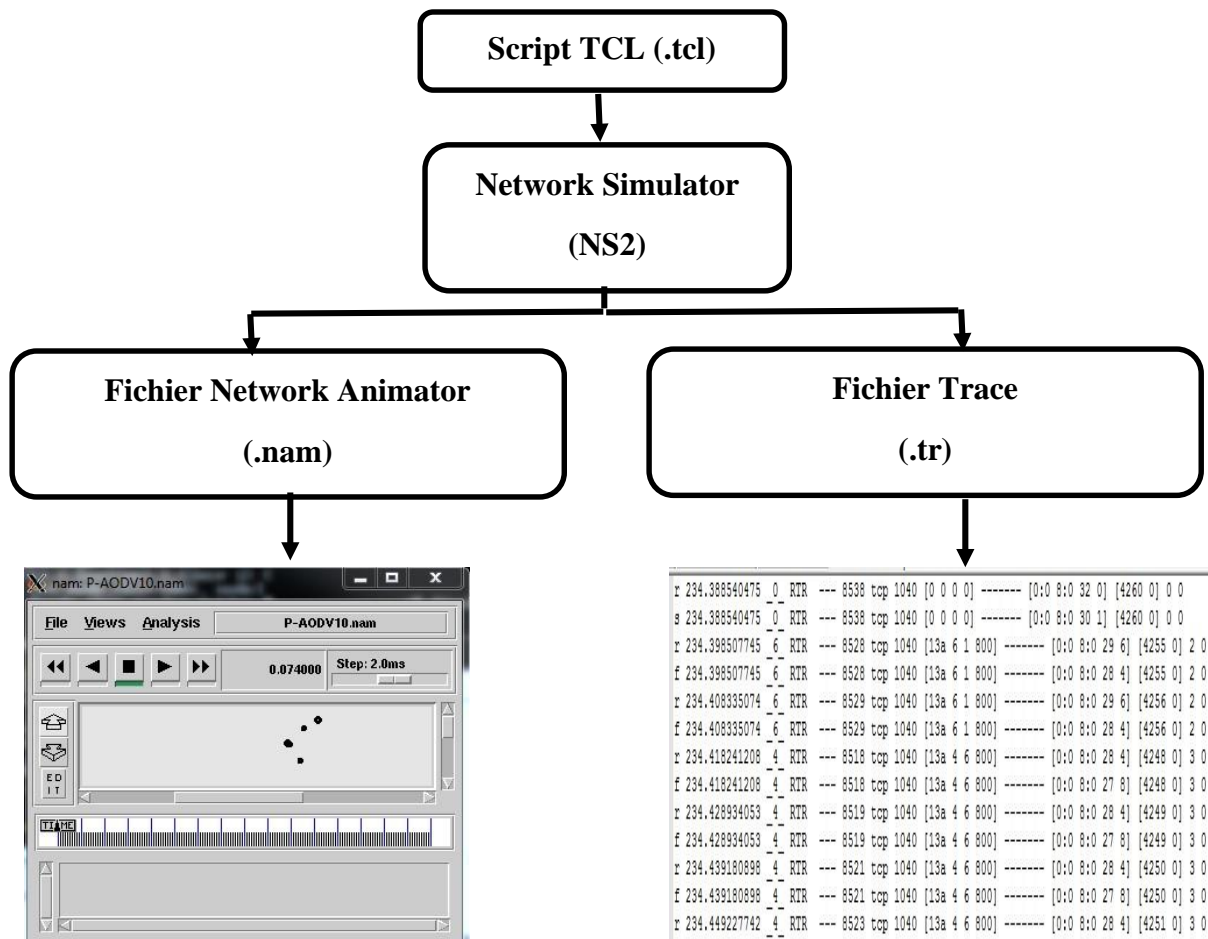 Script TCL (.tcl)
Network Simulator
(NS2)
Fichier Network Animator
(.nam)
Fichier Trace
(.tr)
nam: P-AODV10.nam
File Views Analysis P-AODV10.nam
0.074000 Step: 2.0ms
ED
IT
TIME
r 234.388540475 _0_ RTR --- 8538 tcp 1040 [0 0 0 0] ------- [0:0 8:0 32 0] [4260 0] 0 0
s 234.388540475 _0_ RTR --- 8538 tcp 1040 [0 0 0 0] ------- [0:0 8:0 30 1] [4260 0] 0 0
r 234.398507745 _6_ RTR --- 8528 tcp 1040 [13a 6 1 800] ------- [0:0 8:0 29 6] [4255 0] 2 0
f 234.398507745 _6_ RTR --- 8528 tcp 1040 [13a 6 1 800] ------- [0:0 8:0 28 4] [4255 0] 2 0
r 234.408335074 _6_ RTR --- 8529 tcp 1040 [13a 6 1 800] ------- [0:0 8:0 29 6] [4256 0] 2 0
f 234.408335074 _6_ RTR --- 8529 tcp 1040 [13a 6 1 800] ------- [0:0 8:0 28 4] [4256 0] 2 0
r 234.418241208 _4_ RTR --- 8518 tcp 1040 [13a 4 6 800] ------- [0:0 8:0 28 4] [4248 0] 3 0
f 234.418241208 _4_ RTR --- 8518 tcp 1040 [13a 4 6 800] ------- [0:0 8:0 27 8] [4248 0] 3 0
r 234.428934053 _4_ RTR --- 8519 tcp 1040 [13a 4 6 800] ------- [0:0 8:0 28 4] [4249 0] 3 0
f 234.428934053 _4_ RTR --- 8519 tcp 1040 [13a 4 6 800] ------- [0:0 8:0 27 8] [4249 0] 3 0
r 234.439180898 _4_ RTR --- 8521 tcp 1040 [13a 4 6 800] ------- [0:0 8:0 28 4] [4250 0] 3 0
f 234.439180898 _4_ RTR --- 8521 tcp 1040 [13a 4 6 800] ------- [0:0 8:0 27 8] [4250 0] 3 0
r 234.449227742 _4_ RTR --- 8523 tcp 1040 [13a 4 6 800] ------- [0:0 8:0 28 4] [4251 0] 3 0